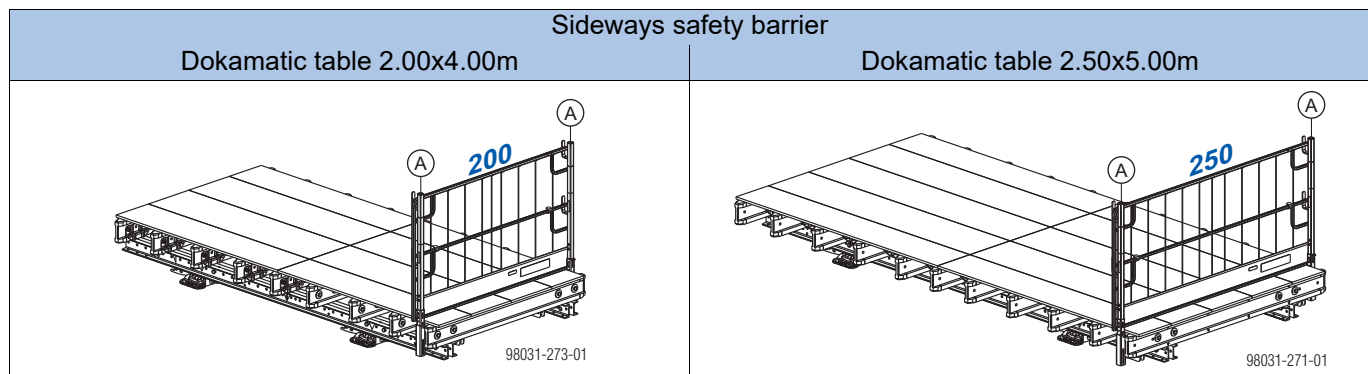 Sideways safety barrier
Dokamatic table 2.00x4.00m
Dokamatic table 2.50x5.00m
A
A
200
98031-273-01
A
A
250
98031-271-01